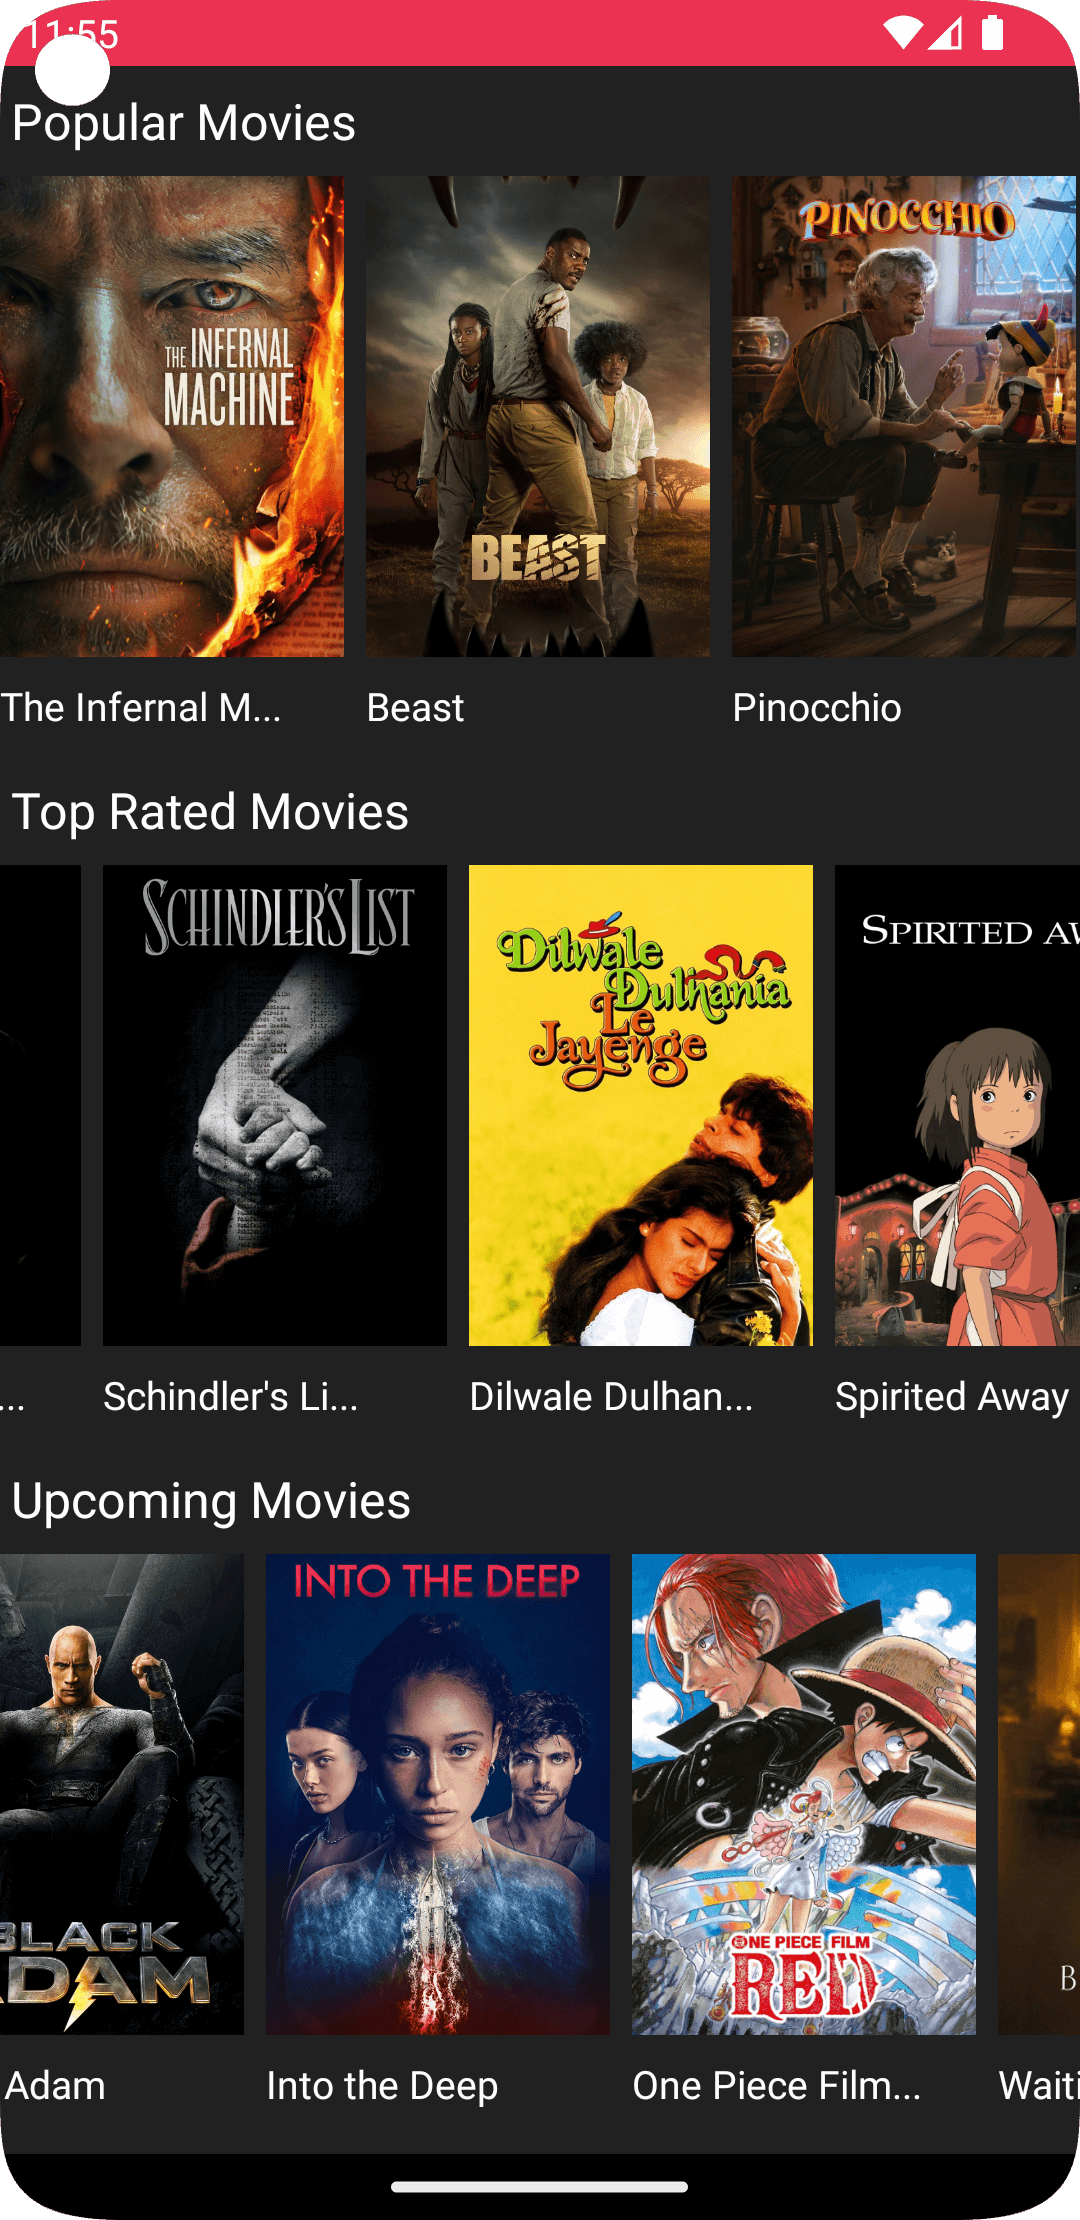 11:55
Popular Movies
THE INFERNAL
MACHINE
BEAST
PINOCCHIO
The Infernal M...
Beast
Pinocchio
Top Rated Movies
SCHINDLER'S LIST
Dilwale
Dulhania
Le
Jayenge
SPIRITED AW
...
Schindler's Li...
Dilwale Dulhan...
Spirited Away
Upcoming Movies
BLACK
ADAM
INTO THE DEEP
ONE PIECE FILM
RED
B
Adam
Into the Deep
One Piece Film...
Waiti